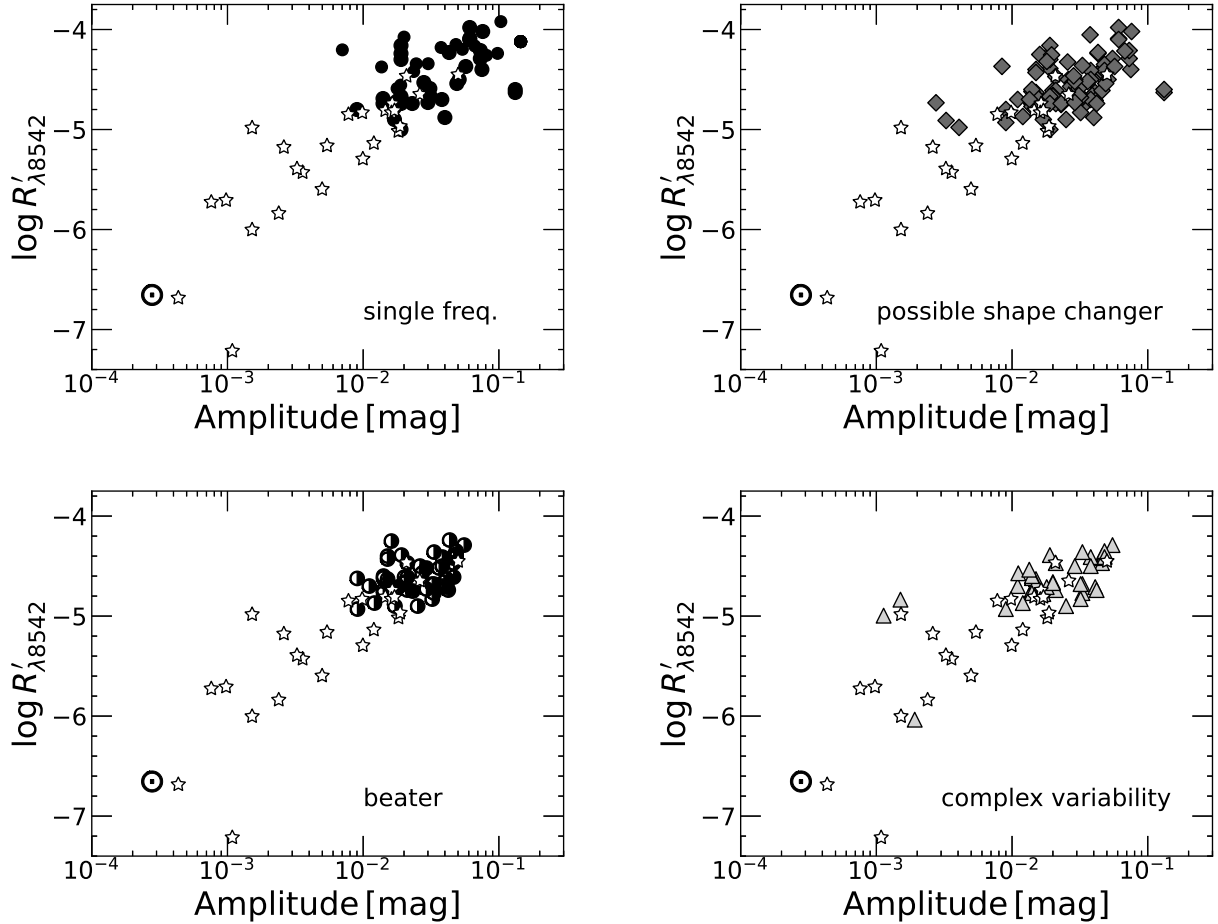 −4
−5
−6
−7
log R′λ8542
single freq.
10−4 10−3 10−2 10−1
Amplitude [mag]
−4
−5
−6
−7
log R′λ8542
possible shape changer
10−4 10−3 10−2 10−1
Amplitude [mag]
−4
−5
−6
−7
log R′λ8542
beater
10−4 10−3 10−2 10−1
Amplitude [mag]
−4
−5
−6
−7
log R′λ8542
complex variability
10−4 10−3 10−2 10−1
Amplitude [mag]